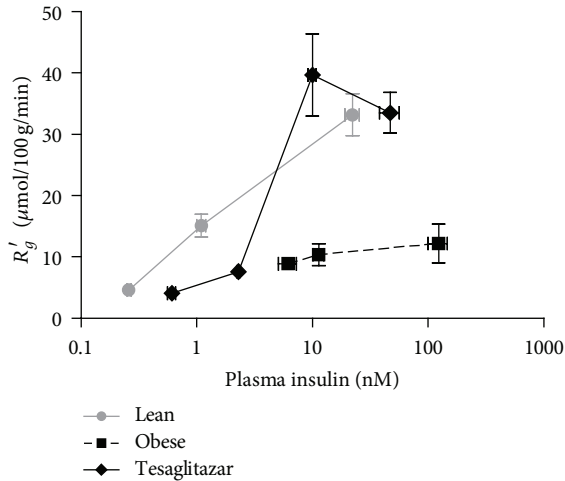 50
40
30
20
10
0
R′g (μmol/100 g/min)
0.1 1 10 100 1000
Plasma insulin (nM)
Lean
Obese
Tesaglitazar